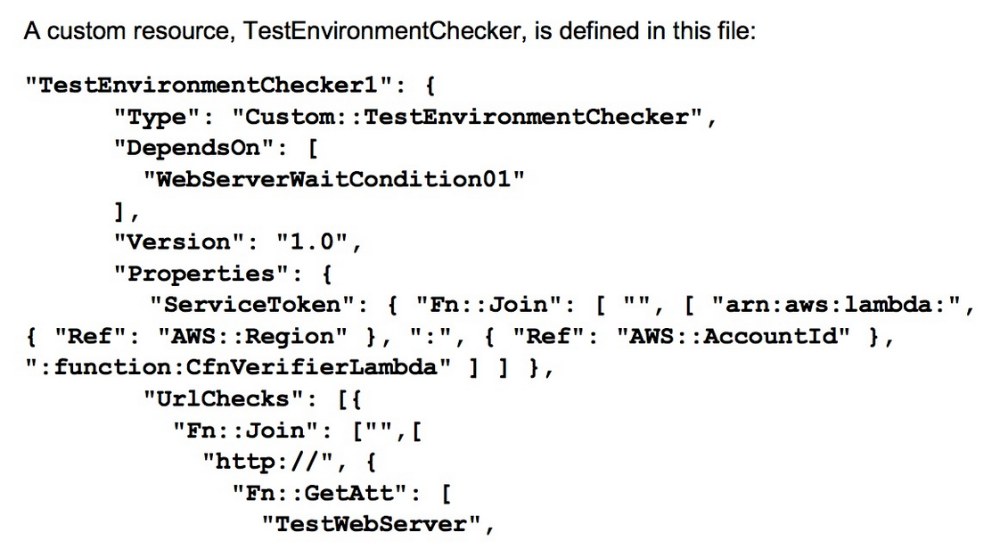 A custom resource, TestEnvironmentChecker, is defined in this file:
"TestEnvironmentChecker1": {
"Type": "Custom::TestEnvironmentChecker",
"DependsOn": [
"WebServerWaitCondition01"
],
"Version": "1.0",
"Properties": {
"ServiceToken": { "Fn::Join": [ "", [ "arn:aws:lambda:",
{ "Ref": "AWS::Region" }, ":", { "Ref": "AWS::AccountId" },
":function:CfnVerifierLambda" ] ] },
"UrlChecks": [{
"Fn::Join": ["",[
"http://", {
"Fn::GetAtt": [
"TestWebServer",